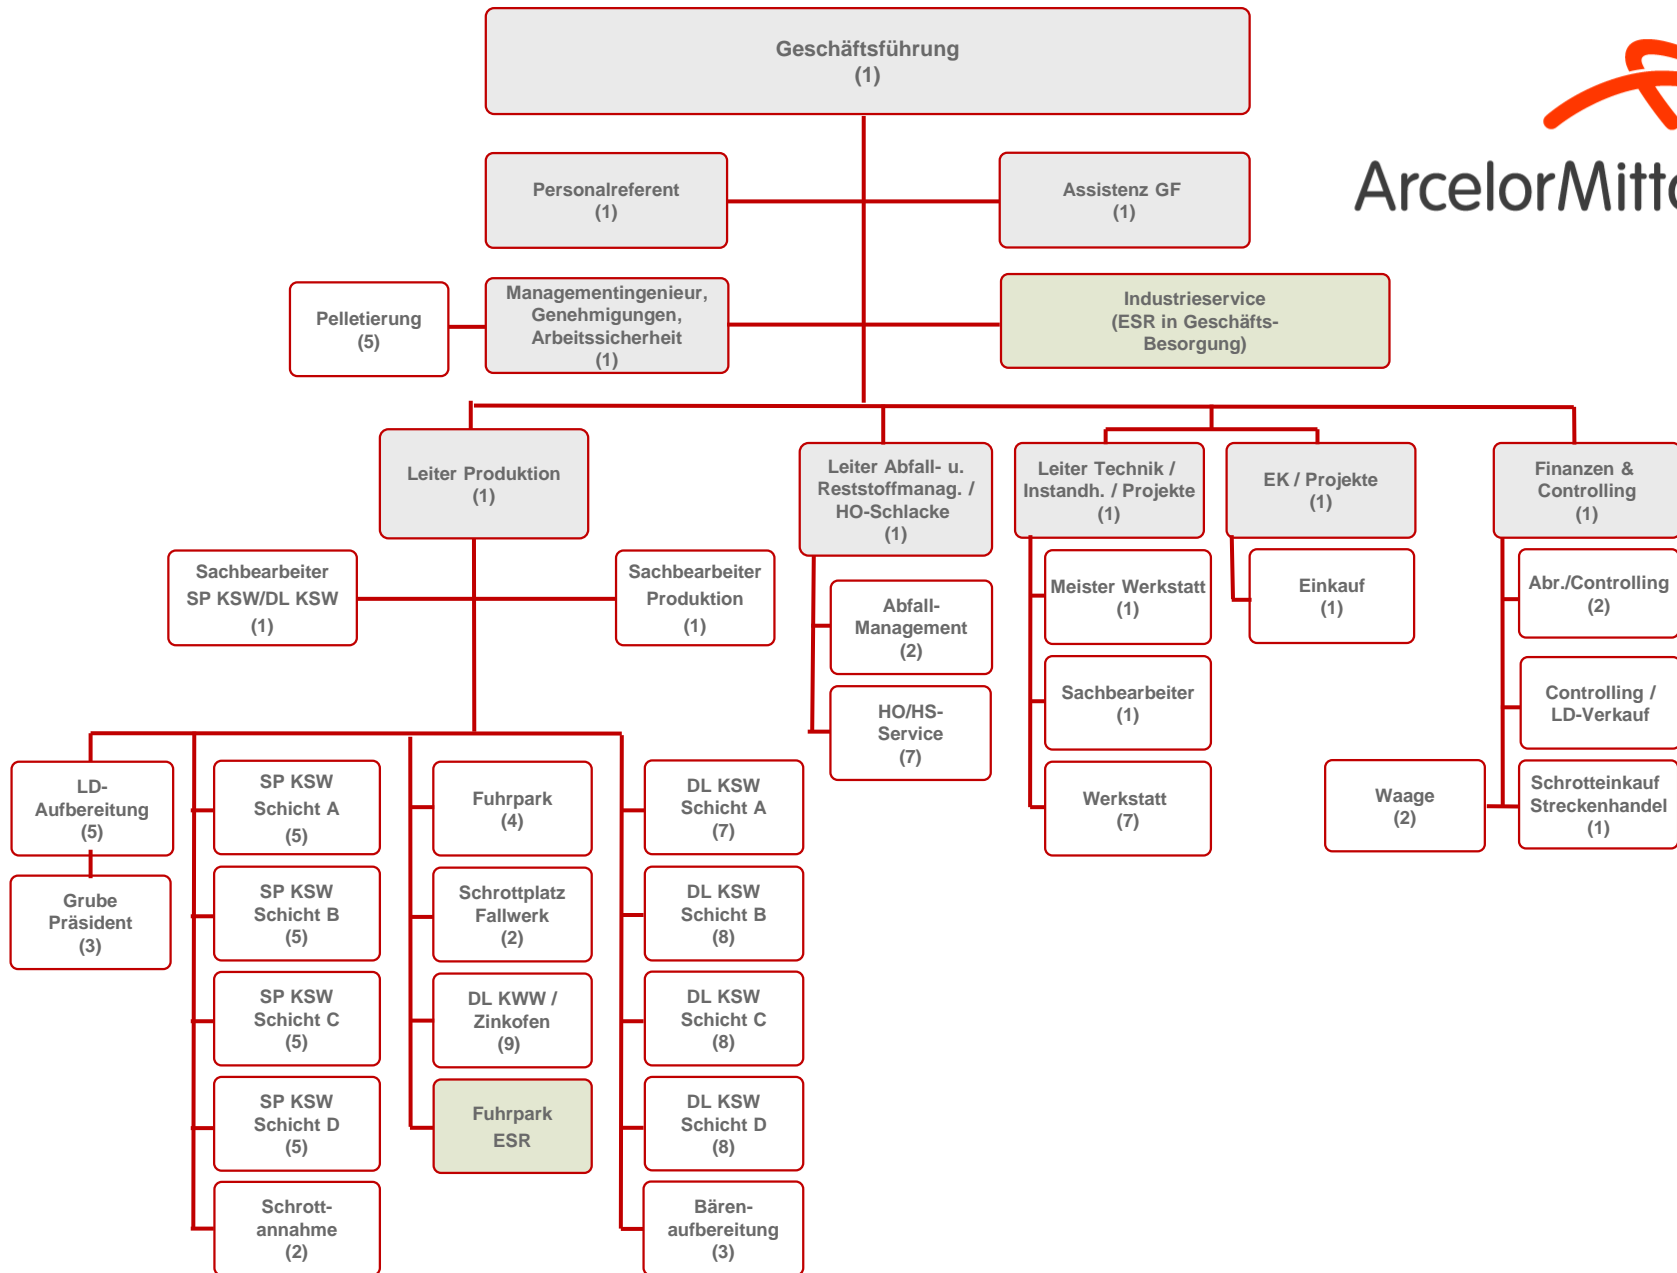 Geschäftsführung
(1)
ArcelorMitt
Personalreferent
(1)
Assistenz GF
(1)
Pelletierung
(5)
Managementingenieur,
Genehmigungen,
Arbeitssicherheit
(1)
Industrieservice
(ESR in Geschäfts-
Besorgung)
Leiter Produktion
(1)
Leiter Abfall- u.
Reststoffmanag. /
HO-Schlacke
(1)
Leiter Technik /
Instandh. / Projekte
(1)
EK / Projekte
(1)
Finanzen &
Controlling
(1)
Sachbearbeiter
SP KSW/DL KSW
(1)
Sachbearbeiter
Produktion
(1)
Abfall-
Management
(2)
HO/HS-
Service
(7)
Meister Werkstatt
(1)
Sachbearbeiter
(1)
Werkstatt
(7)
Einkauf
(1)
Abr./Controlling
(2)
Controlling /
LD-Verkauf
Waage
(2)
Schrotteinkauf
Streckenhandel
(1)
LD-
Aufbereitung
(5)
Grube
Präsident
(3)
SP KSW
Schicht A
(5)
SP KSW
Schicht B
(5)
SP KSW
Schicht C
(5)
SP KSW
Schicht D
(5)
Schrott-
annahme
(2)
Fuhrpark
(4)
Schrottplatz
Fallwerk
(2)
DL KWW /
Zinkofen
(9)
Fuhrpark
ESR
DL KSW
Schicht A
(7)
DL KSW
Schicht B
(8)
DL KSW
Schicht C
(8)
DL KSW
Schicht D
(8)
Bären-
aufbereitung
(3)